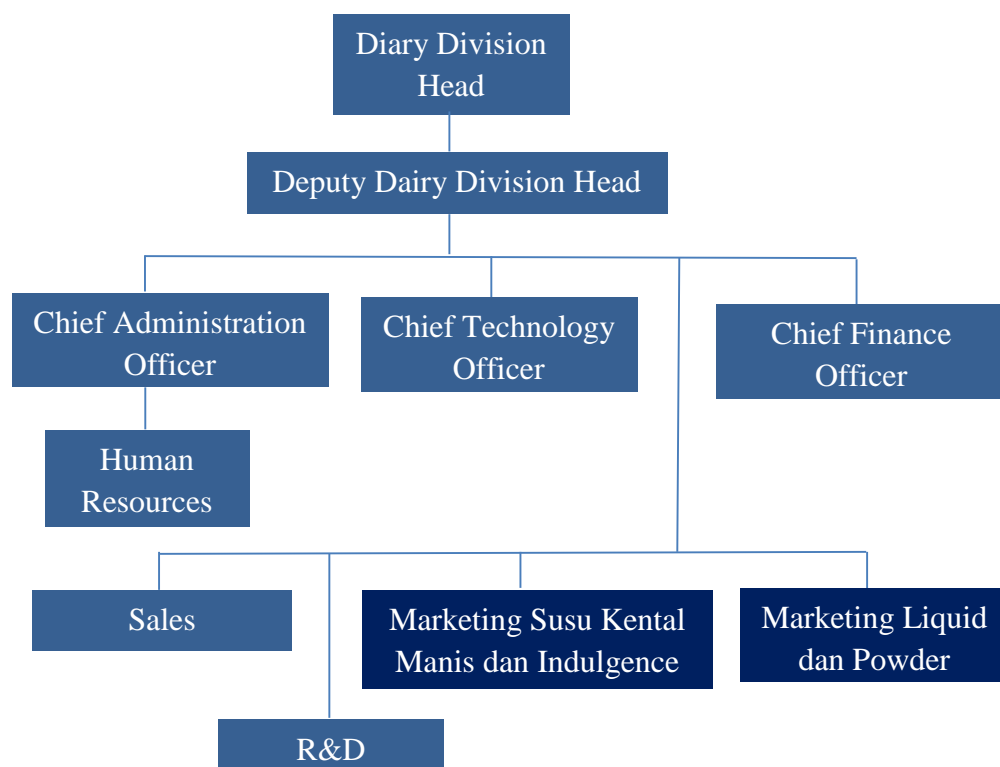 Diary Division
Head
Deputy Dairy Division Head
Chief Administration
Officer
Chief Technology
Officer
Chief Finance
Officer
Human
Resources
Sales
Marketing Susu Kental
Manis dan Indulgence
Marketing Liquid
dan Powder
R&D